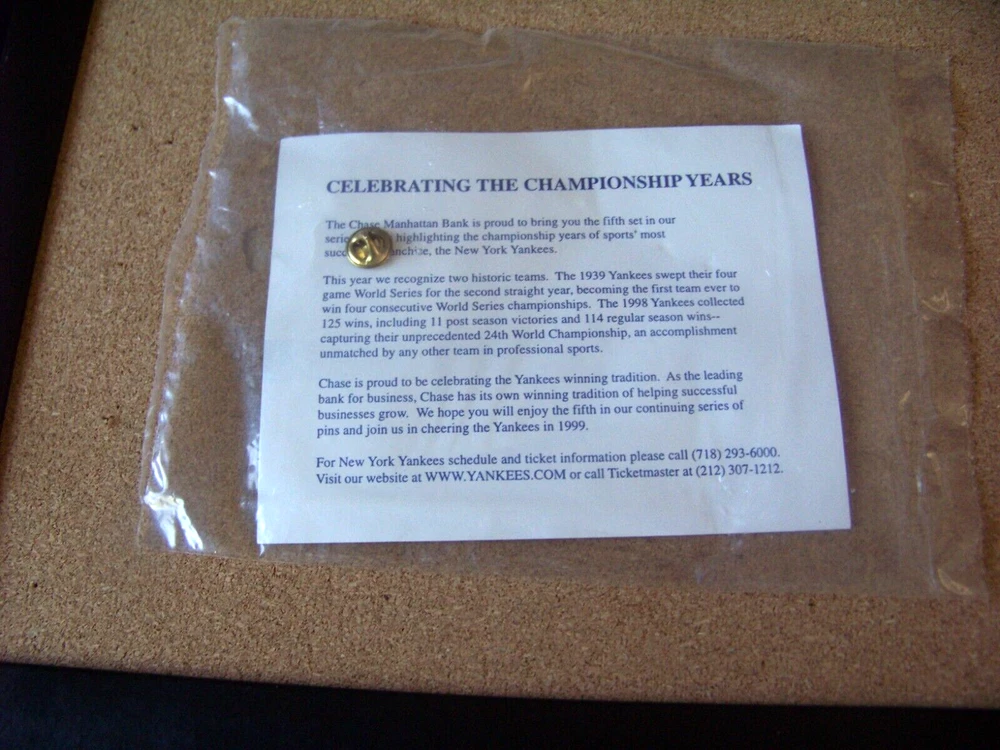 CELEBRATING THE CHAMPIONSHIP YEARS
The Chase Manhattan Bank is proud to bring you the fifth set in our
highlighting the championship years of sports' most
the New York Yankees.
This year we recognize two historic teams. The 1939 Yankees swept their four
game World Series for the second straight year, becoming the first team ever to
win four consecutive World Series championships. The 1998 Yankees collected
125 wins, including 11 post season victories and 114 regular season wins--
capturing their unprecedented 24th World Championship, an accomplishment
unmatched by any other team in professional sports.
Chase is proud to be celebrating the Yankees winning tradition. As the leading
bank for business, Chase has its own winning tradition of helping successful
businesses grow. We hope you will enjoy the fifth in our continuing series of
pins and join us in cheering the Yankees in 1999.
For New York Yankees schedule and ticket information please call (718) 293-6000.
Visit our website at WWW.YANKEES.COM or call Ticketmaster at (212) 307-1212.